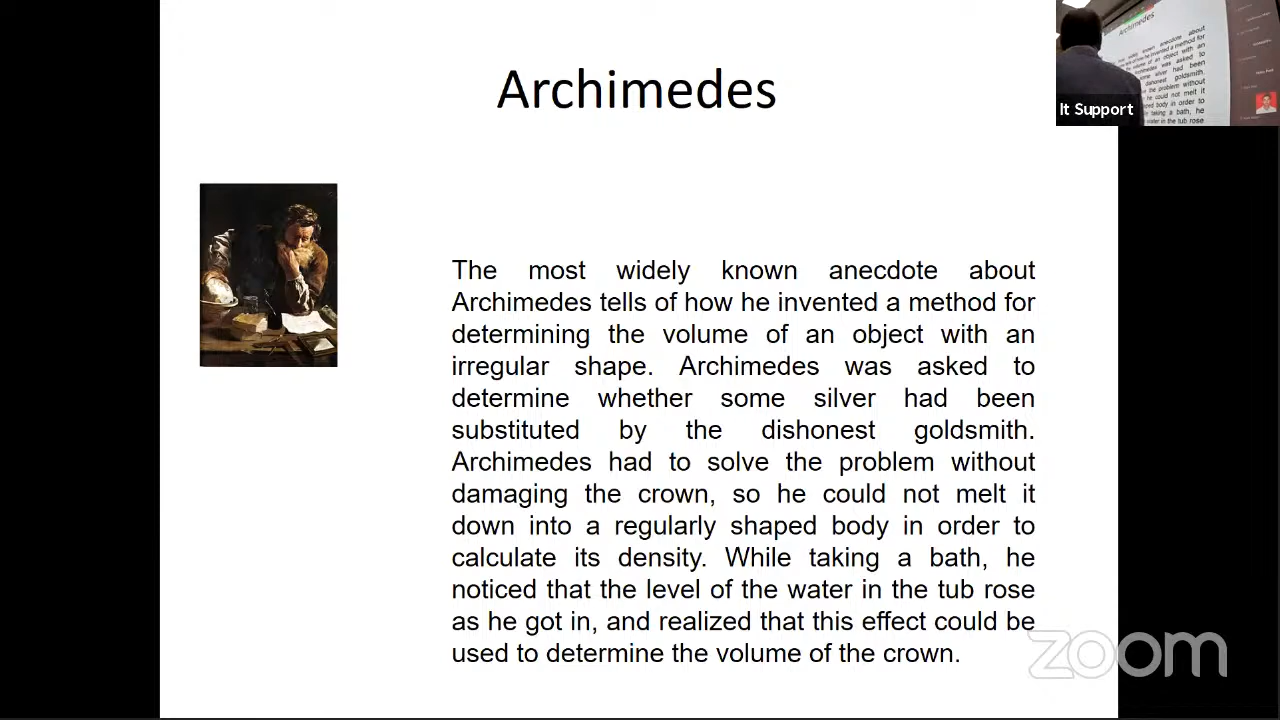 Archimedes
The most widely known anecdote about
Archimedes tells of how he invented a method for
determining the volume of an object with an
irregular shape. Archimedes was asked to
determine whether some silver had been
substituted by the dishonest goldsmith.
Archimedes had to solve the problem without
damaging the crown, so he could not melt it
down into a regularly shaped body in order to
calculate its density. While taking a bath, he
noticed that the level of the water in the tub rose
as he got in, and realized that this effect could be
used to determine the volume of the crown.
It Support
zoom